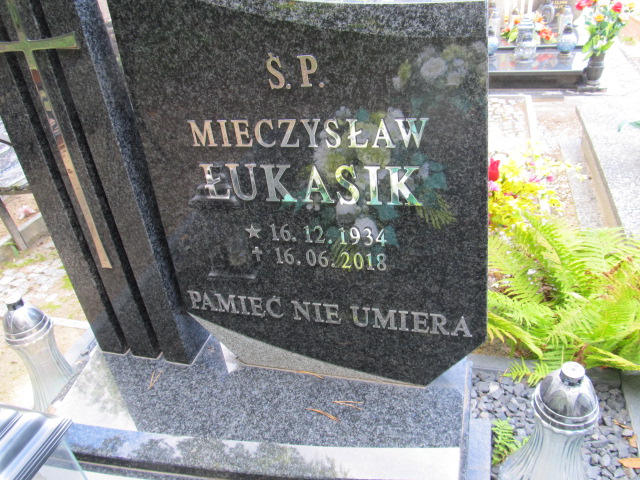 Ś.P.
MIECZYSŁAW
ŁUKASIK
★ 16.12.1934
✝ 16.06.2018
PAMIĘĆ NIE UMIERA